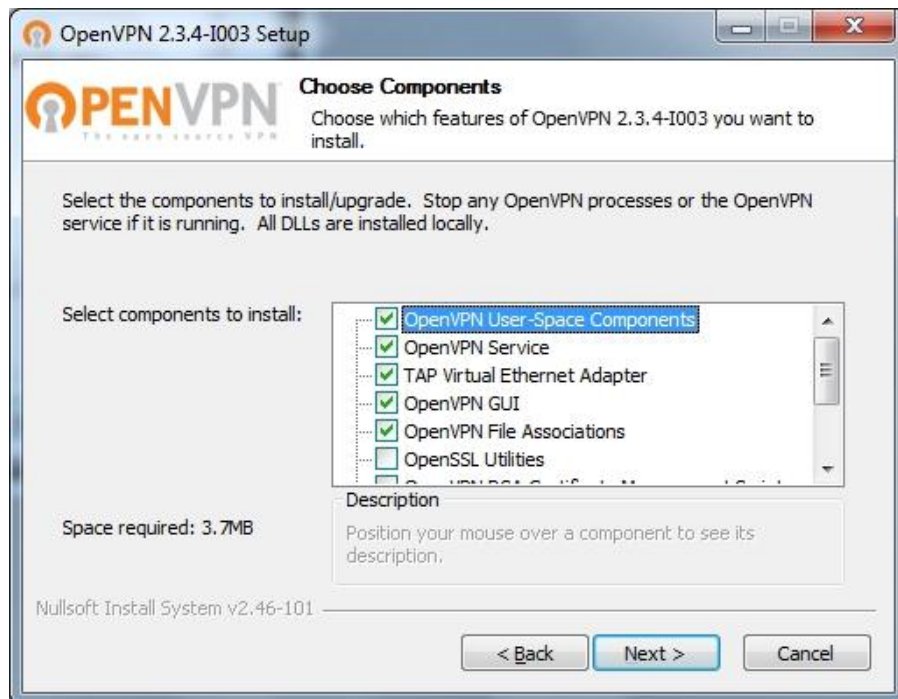 OpenVPN 2.3.4-I003 Setup
OPENVPN
The open source VPN
Choose Components
Choose which features of OpenVPN 2.3.4-I003 you want to
install.
Select the components to install/upgrade. Stop any OpenVPN processes or the OpenVPN
service if it is running. All DLLs are installed locally.
Select components to install:
OpenVPN User-Space Components
OpenVPN Service
TAP Virtual Ethernet Adapter
OpenVPN GUI
OpenVPN File Associations
OpenSSL Utilities
Space required: 3.7MB
Description
Position your mouse over a component to see its
description.
Nullsoft Install System v2.46-101
< Back
Next >
Cancel